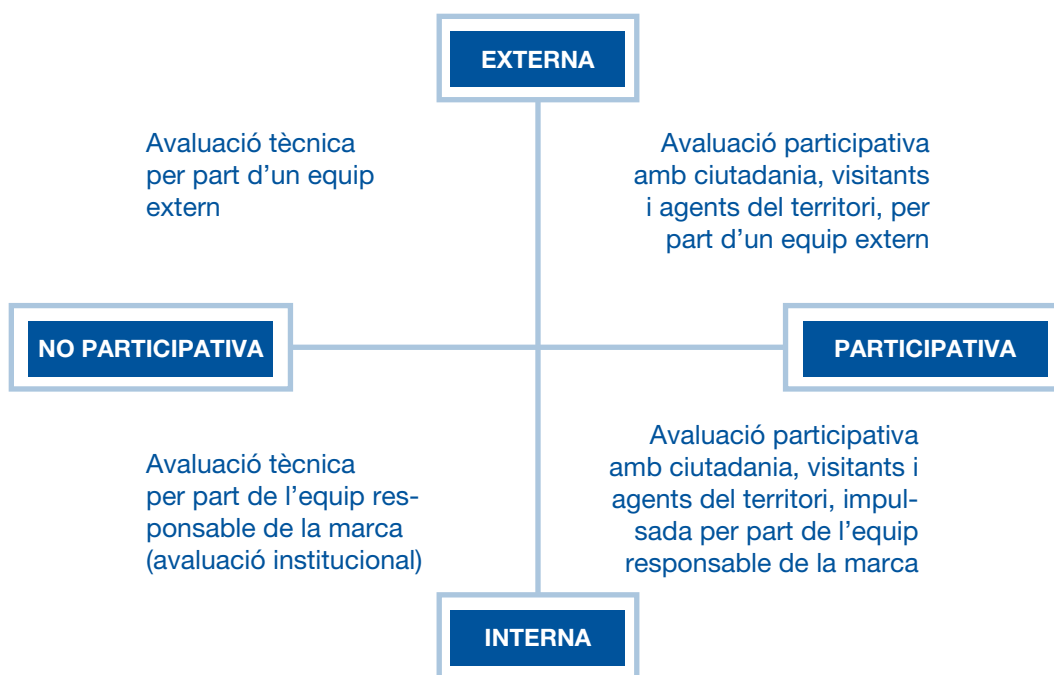 EXTERNA
Avaluació tècnica
per part d’un equip
extern
Avaluació participativa
amb ciutadania, visitants
i agents del territori, per
part d’un equip extern
NO PARTICIPATIVA
PARTICIPATIVA
Avaluació tècnica
per part de l’equip res-
ponsable de la marca
(avaluació institucional)
Avaluació participativa
amb ciutadania, visitants i
agents del territori, impul-
sada per part de l’equip
responsable de la marca
INTERNA